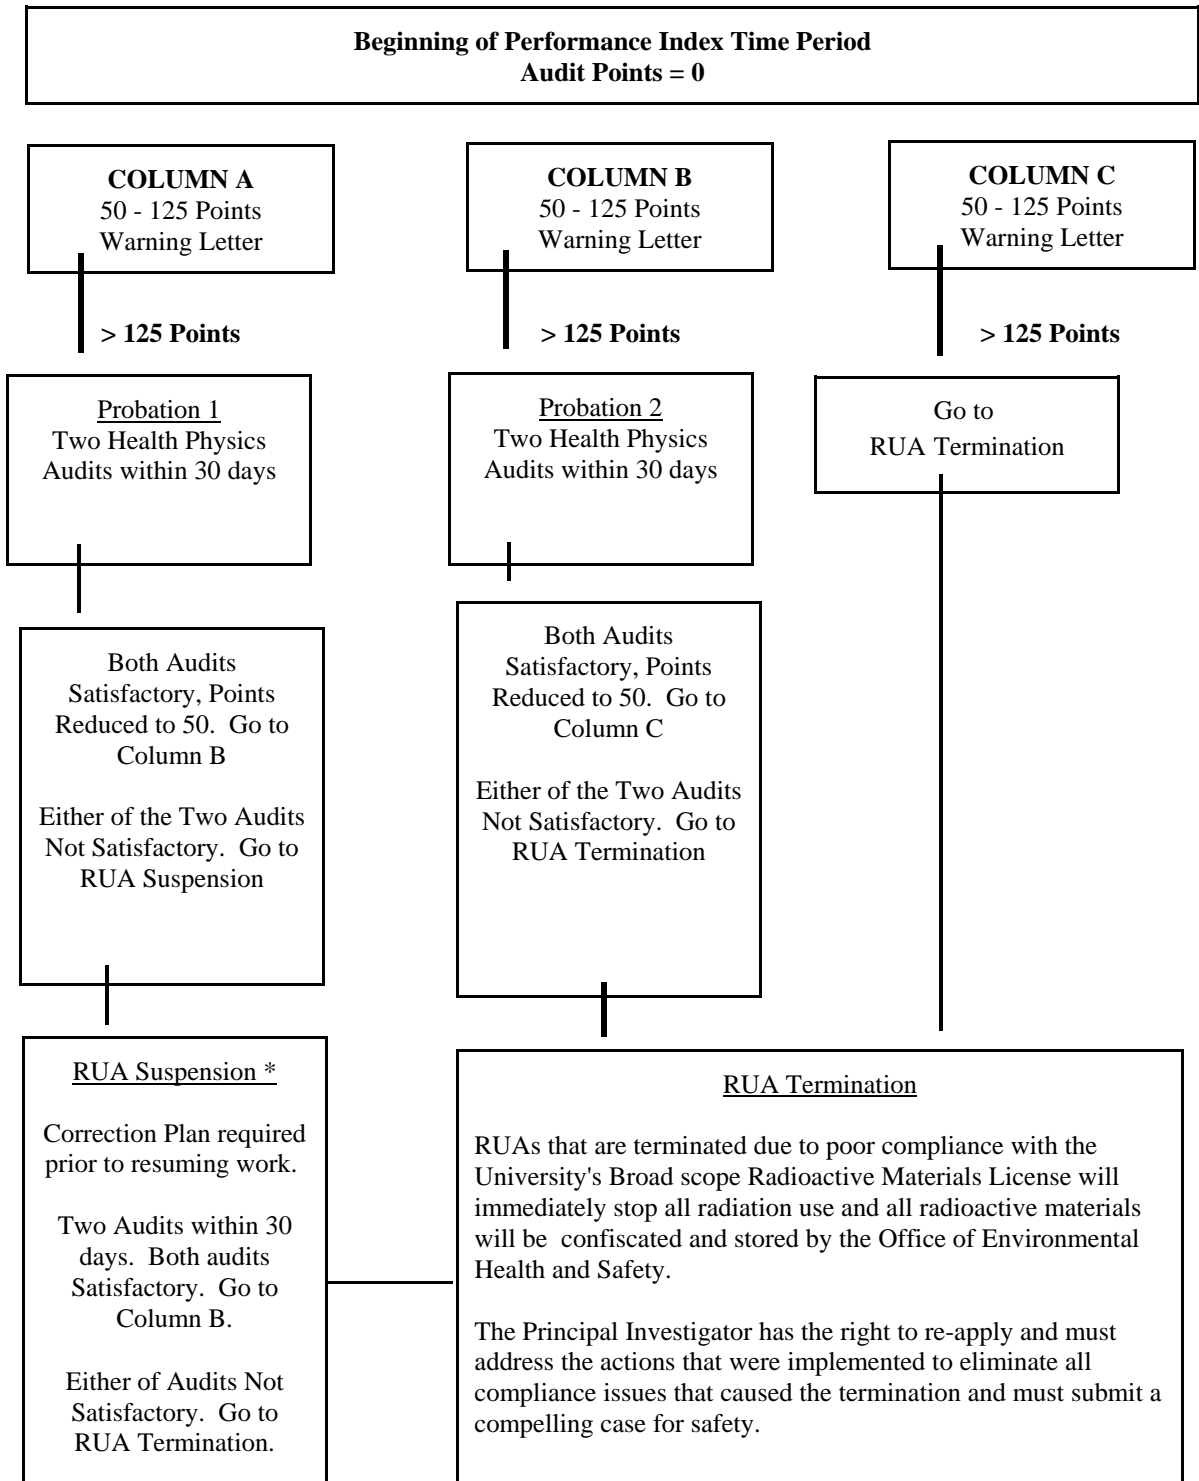 Beginning of Performance Index Time Period
Audit Points = 0
COLUMN A
50 - 125 Points
Warning Letter
> 125 Points
Probation 1
Two Health Physics
Audits within 30 days
Both Audits
Satisfactory, Points
Reduced to 50. Go to
Column B
Either of the Two Audits
Not Satisfactory. Go to
RUA Suspension
RUA Suspension *
Correction Plan required
prior to resuming work.
Two Audits within 30
days. Both audits
Satisfactory. Go to
Column B.
Either of Audits Not
Satisfactory. Go to
RUA Termination.
COLUMN B
50 - 125 Points
Warning Letter
> 125 Points
Probation 2
Two Health Physics
Audits within 30 days
Both Audits
Satisfactory, Points
Reduced to 50. Go to
Column C
Either of the Two Audits
Not Satisfactory. Go to
RUA Termination
COLUMN C
50 - 125 Points
Warning Letter
> 125 Points
Go to
RUA Termination
RUA Termination
RUAs that are terminated due to poor compliance with the
University's Broad scope Radioactive Materials License will
immediately stop all radiation use and all radioactive materials
will be confiscated and stored by the Office of Environmental
Health and Safety.
The Principal Investigator has the right to re-apply and must
address the actions that were implemented to eliminate all
compliance issues that caused the termination and must submit a
compelling case for safety.